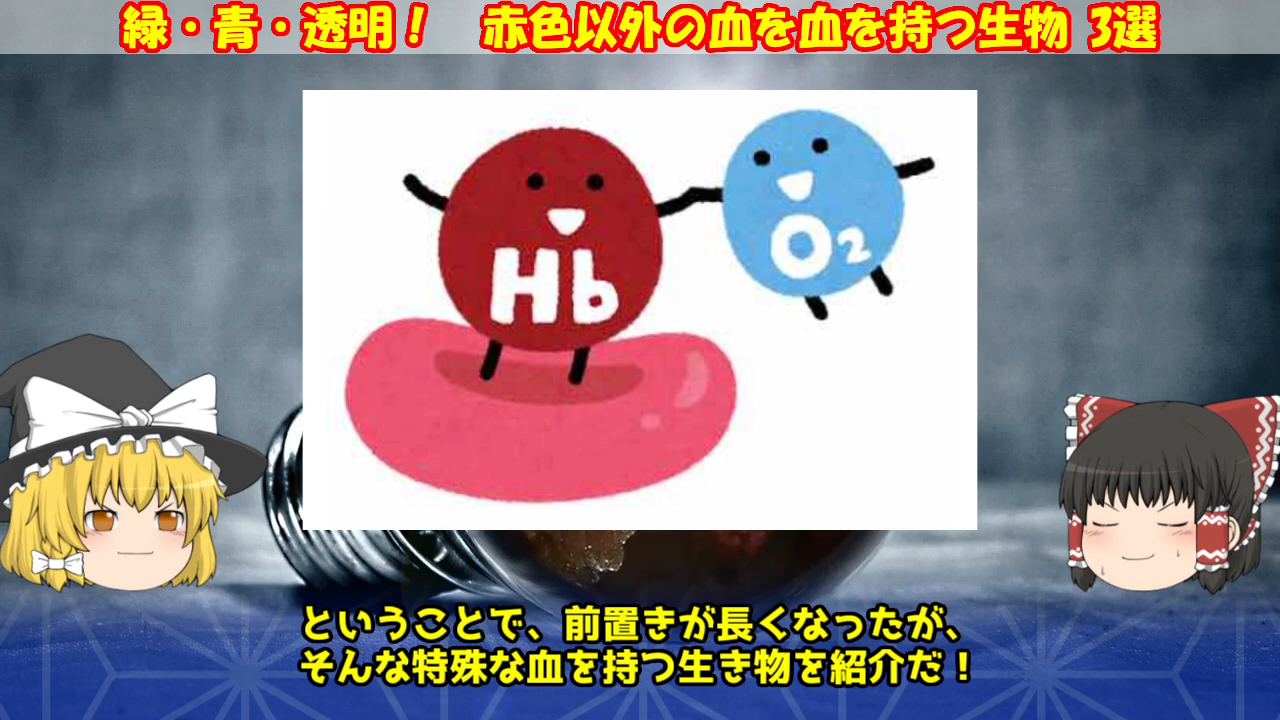 緑・青・透明！　赤色以外の血を血を持つ生物 3選
Hb
O2
ということで、前置きが長くなったが、
そんな特殊な血を持つ生き物を紹介だ！